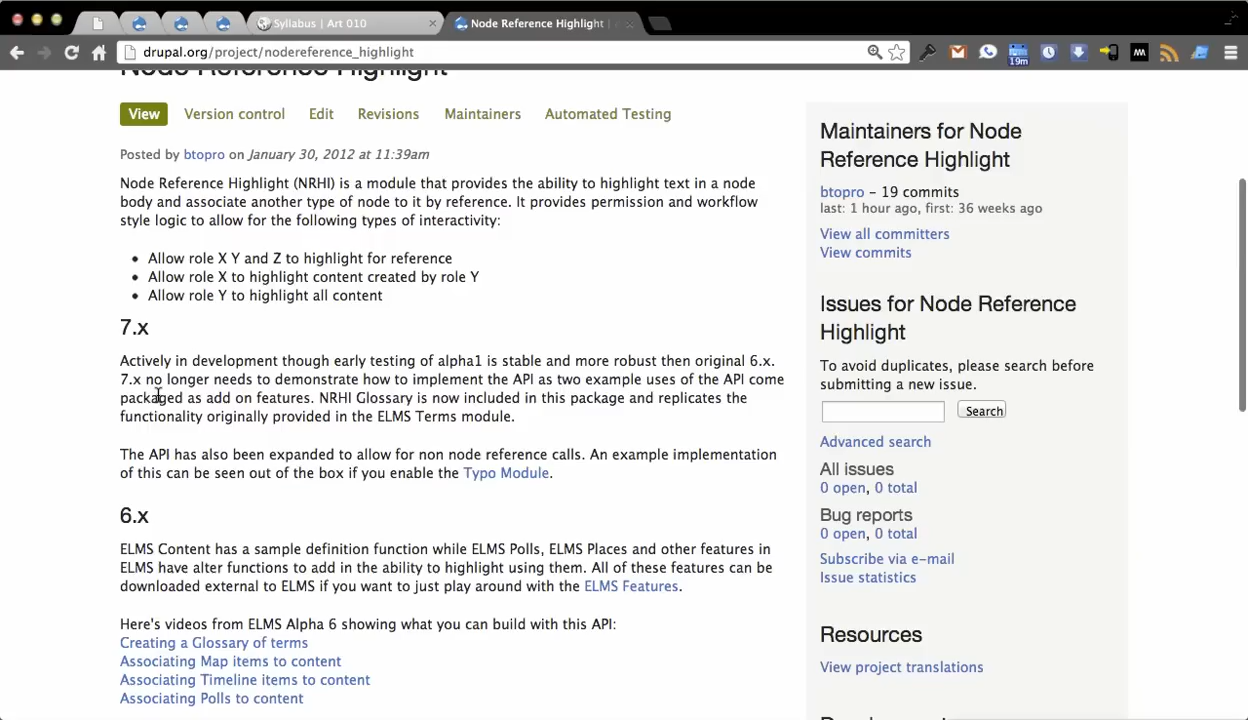 Syllabus | Art 010
Node Reference Highlight |
drupal.org/project/nodereference_highlight
19m
Node Reference Highlight
View
Version control
Edit
Revisions
Maintainers
Automated Testing
Posted by btopro on January 30, 2012 at 11:39am
Node Reference Highlight (NRHI) is a module that provides the ability to highlight text in a node
body and associate another type of node to it by reference. It provides permission and workflow
style logic to allow for the following types of interactivity:
• Allow role X Y and Z to highlight for reference
• Allow role X to highlight content created by role Y
• Allow role Y to highlight all content
7.x
Actively in development though early testing of alpha1 is stable and more robust then original 6.x.
7.x no longer needs to demonstrate how to implement the API as two example uses of the API come
packaged as add on features. NRHI Glossary is now included in this package and replicates the
functionality originally provided in the ELMS Terms module.
The API has also been expanded to allow for non node reference calls. An example implementation
of this can be seen out of the box if you enable the Typo Module.
6.x
ELMS Content has a sample definition function while ELMS Polls, ELMS Places and other features in
ELMS have alter functions to add in the ability to highlight using them. All of these features can be
downloaded external to ELMS if you want to just play around with the ELMS Features.
Here's videos from ELMS Alpha 6 showing what you can build with this API:
Creating a Glossary of terms
Associating Map items to content
Associating Timeline items to content
Associating Polls to content
Maintainers for Node
Reference Highlight
btopro – 19 commits
last: 1 hour ago, first: 36 weeks ago
View all committers
View commits
Issues for Node Reference
Highlight
To avoid duplicates, please search before
submitting a new issue.
Search
Advanced search
All issues
0 open, 0 total
Bug reports
0 open, 0 total
Subscribe via e-mail
Issue statistics
Resources
View project translations